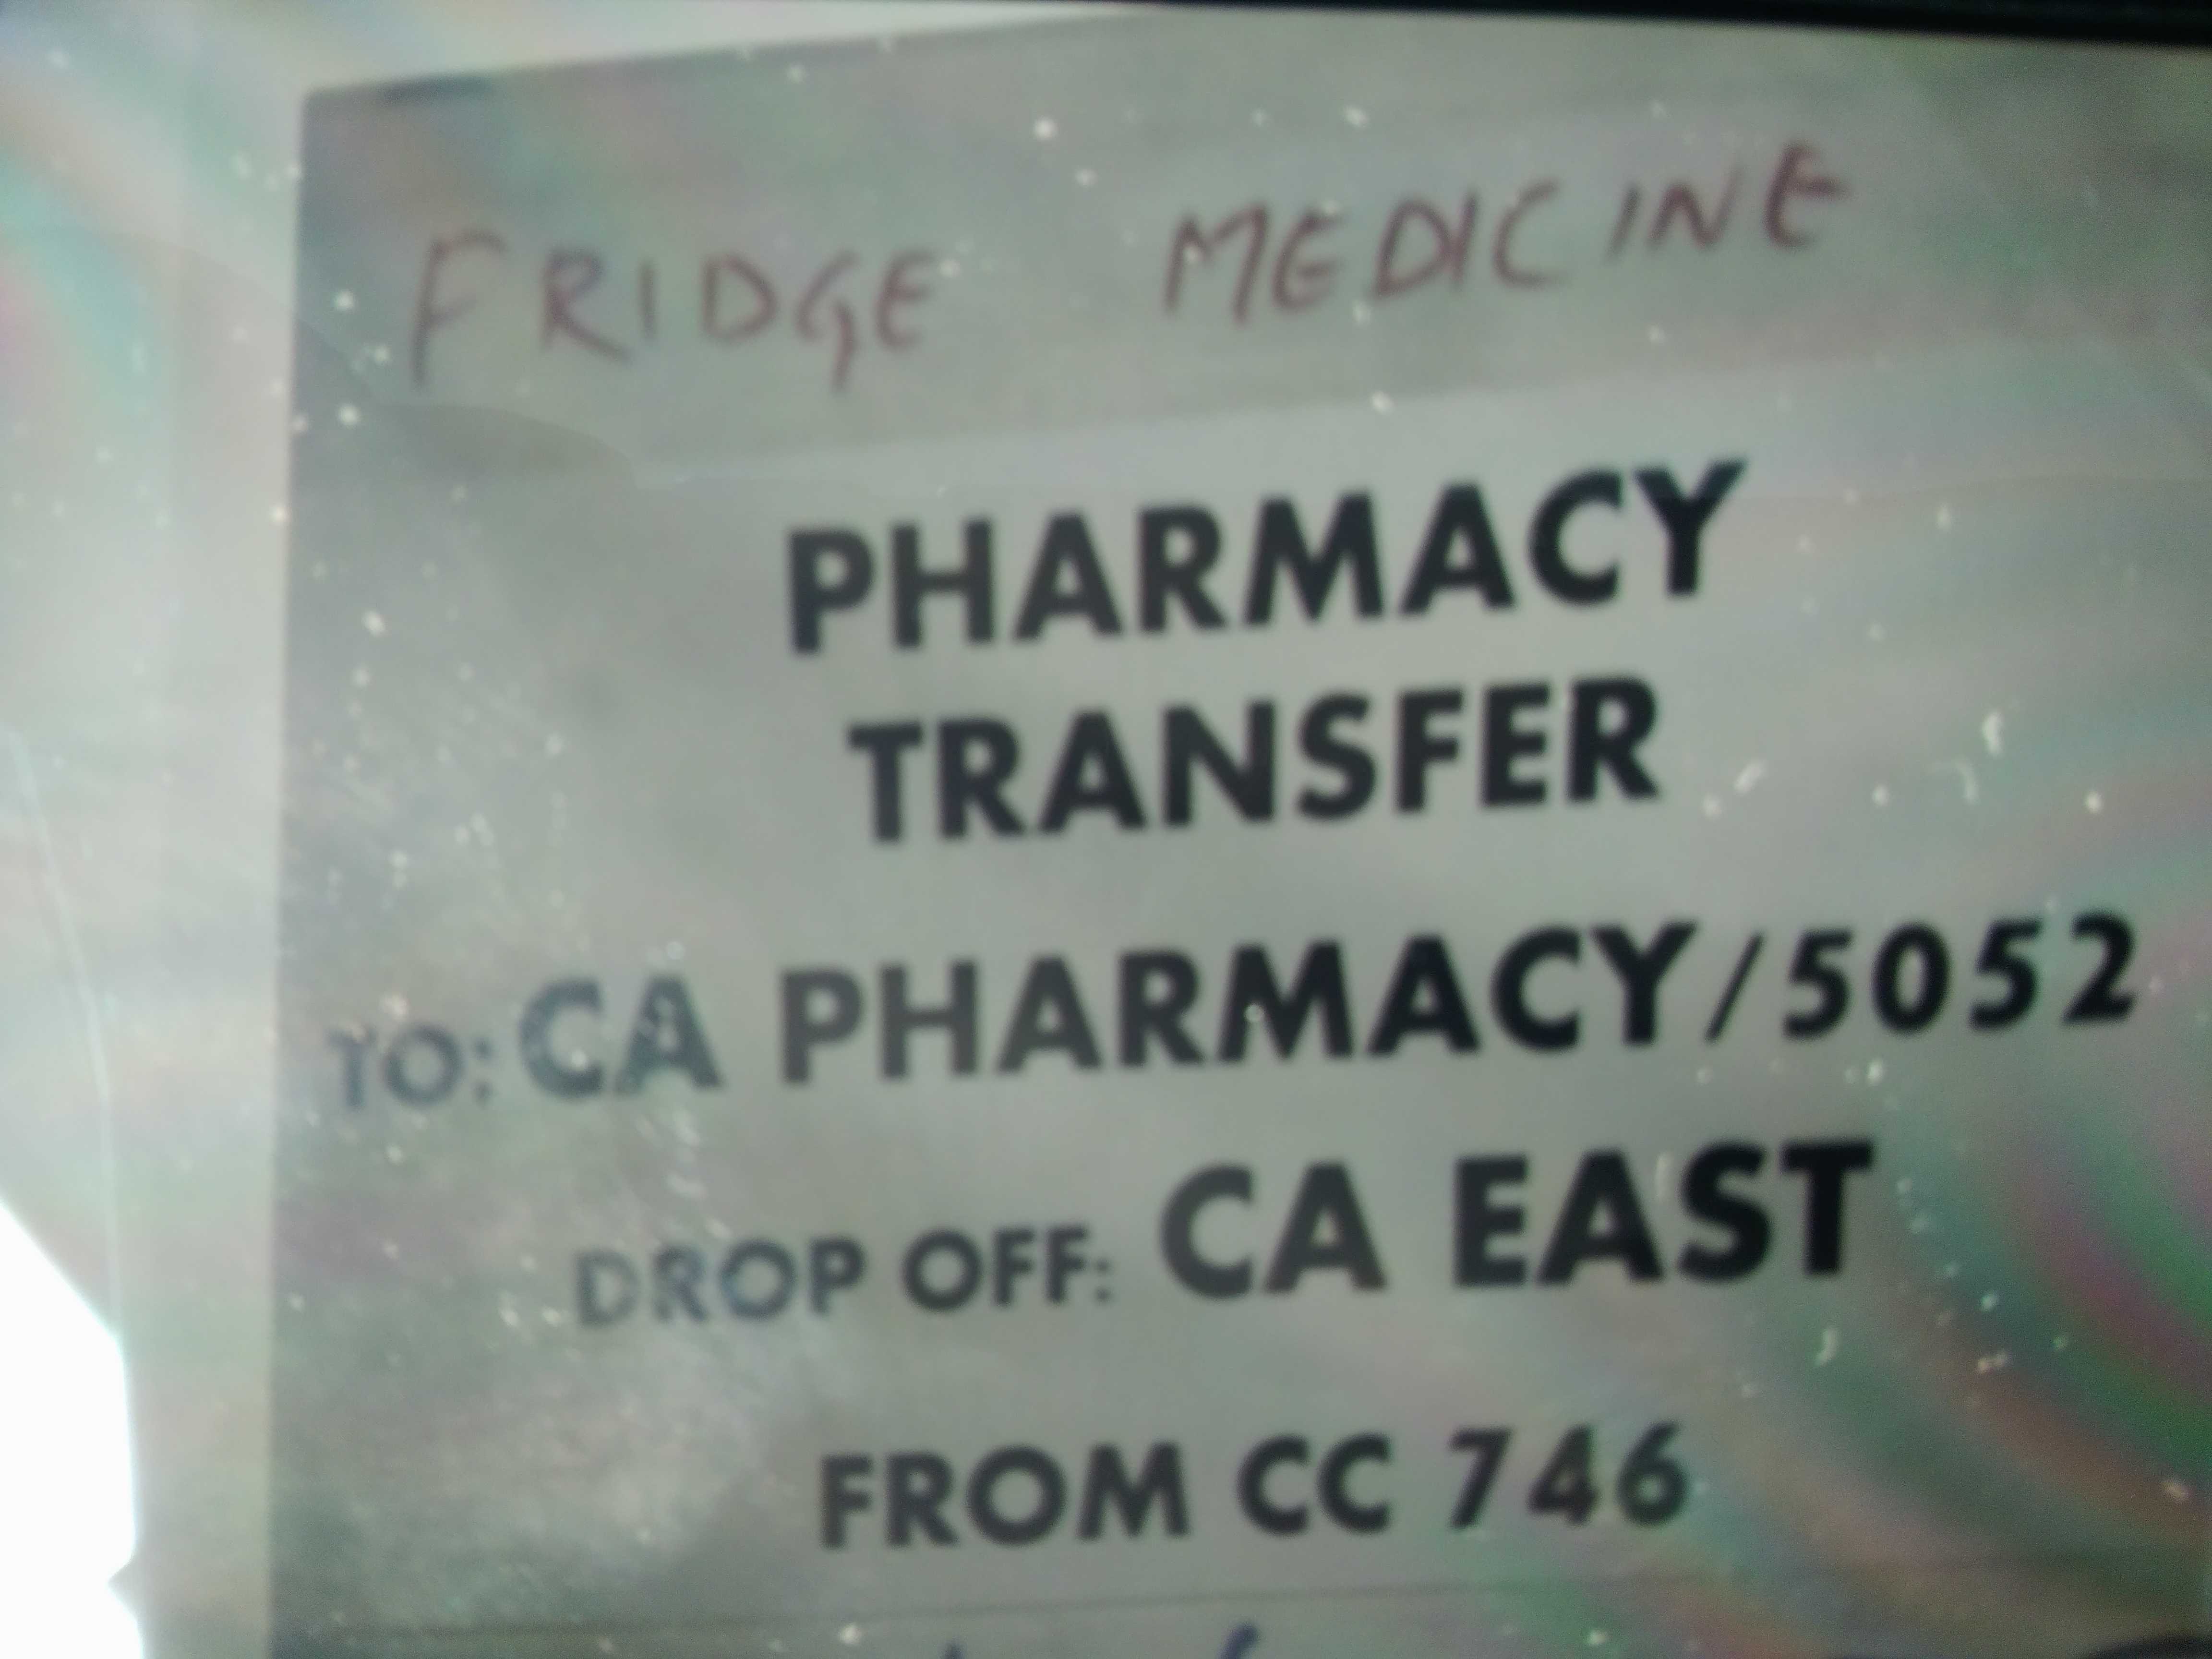 FRIDGE MEDICINE
PHARMACY
TRANSFER
TO: CA PHARMACY/5052
DROP OFF: CA EAST
FROM CC 746